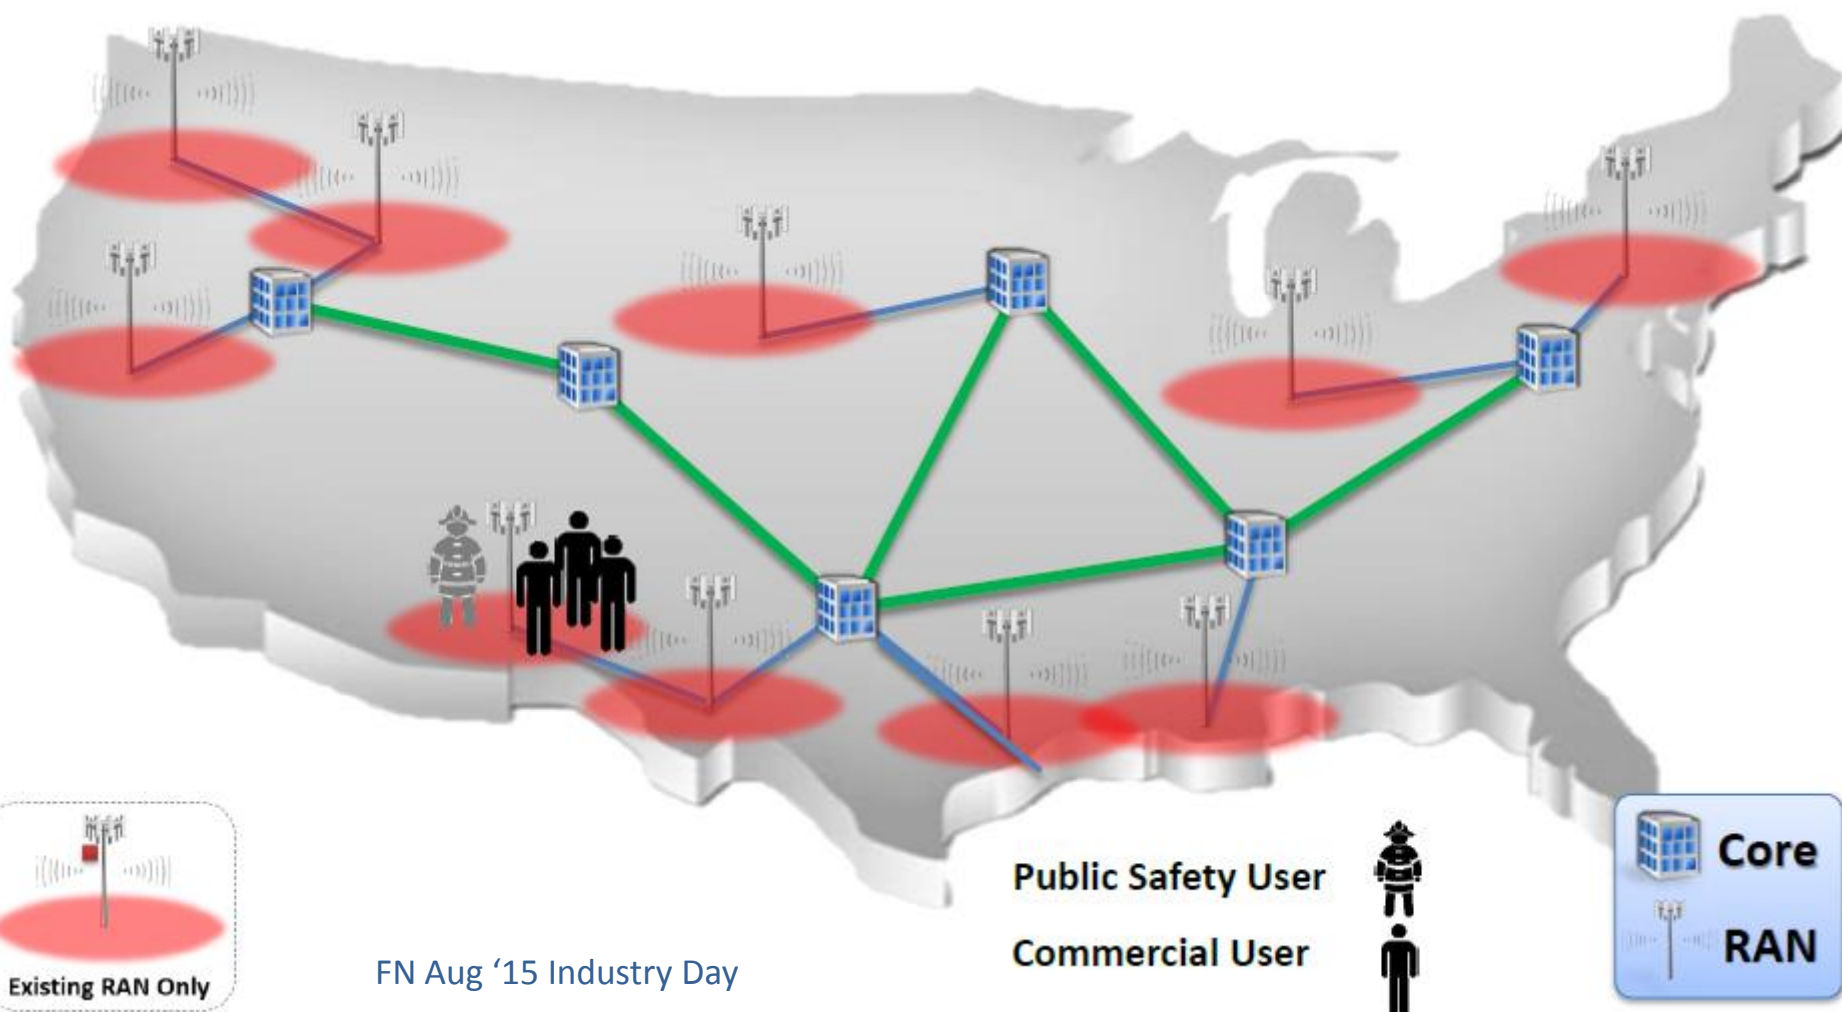 Existing RAN Only
FN Aug ‘15 Industry Day
Public Safety User
Commercial User
Core
RAN